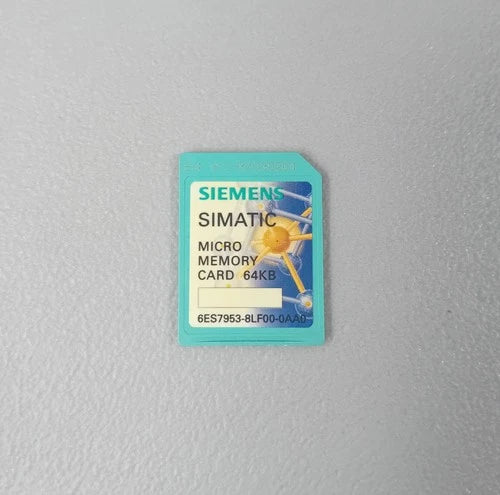 SIEMENS
SIMATIC
MICRO
MEMORY
CARD 64KB
6ES7953-8LF00-0AA0